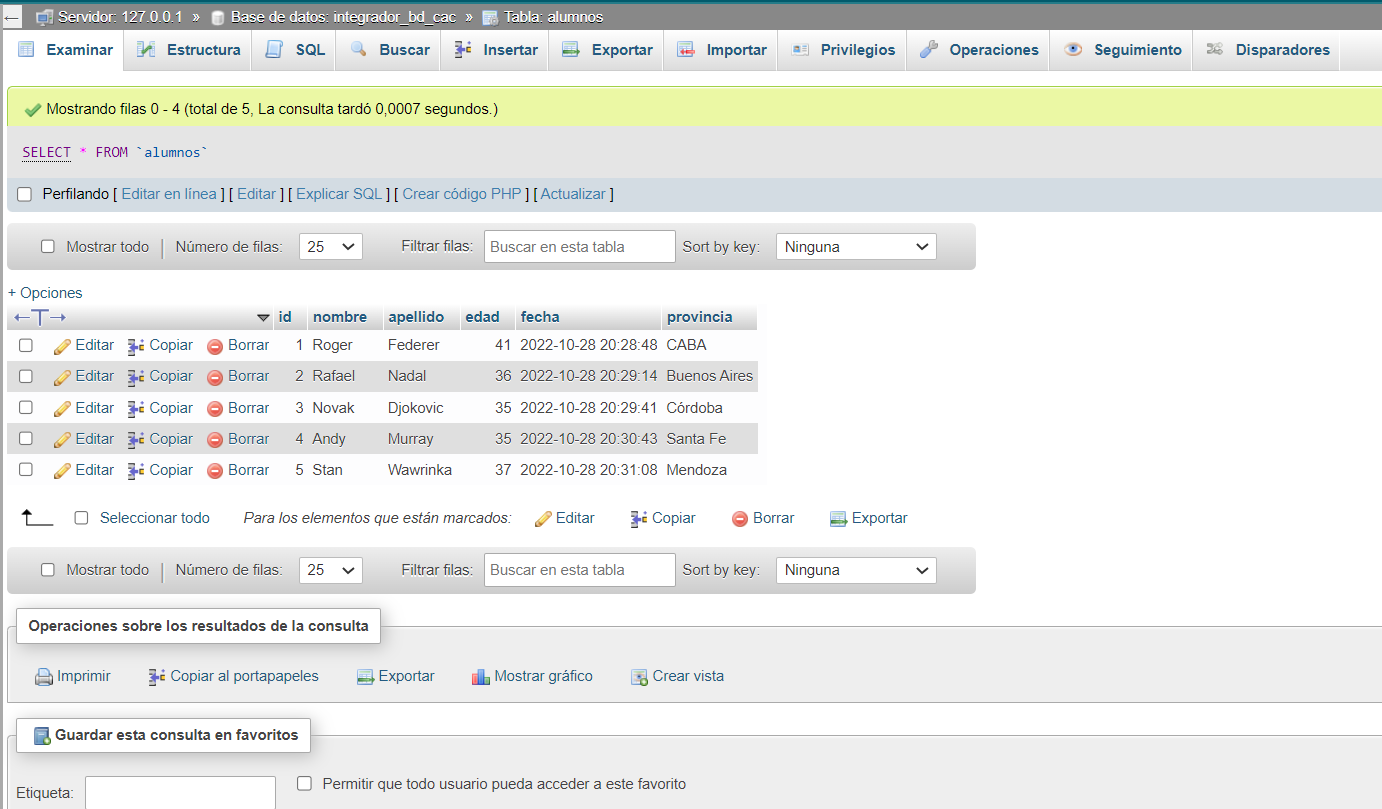 ← Servidor: 127.0.0.1 » Base de datos: integrador_bd_cac » Tabla: alumnos
Examinar Estructura SQL Buscar Insertar Exportar Importar Privilegios Operaciones Seguimiento Disparadores
Mostrando filas 0 - 4 (total de 5, La consulta tardó 0,0007 segundos.)
SELECT * FROM `alumnos`
Perfilando [ Editar en línea ] [ Editar ] [ Explicar SQL ] [ Crear código PHP ] [ Actualizar ]
Mostrar todo | Número de filas: 25 Filtrar filas: Buscar en esta tabla Sort by key: Ninguna
+ Opciones
←T→ id nombre apellido edad fecha provincia
Editar Copiar Borrar 1 Roger Federer 41 2022-10-28 20:28:48 CABA
Editar Copiar Borrar 2 Rafael Nadal 36 2022-10-28 20:29:14 Buenos Aires
Editar Copiar Borrar 3 Novak Djokovic 35 2022-10-28 20:29:41 Córdoba
Editar Copiar Borrar 4 Andy Murray 35 2022-10-28 20:30:43 Santa Fe
Editar Copiar Borrar 5 Stan Wawrinka 37 2022-10-28 20:31:08 Mendoza
Seleccionar todo Para los elementos que están marcados: Editar Copiar Borrar Exportar
Mostrar todo | Número de filas: 25 Filtrar filas: Buscar en esta tabla Sort by key: Ninguna
Operaciones sobre los resultados de la consulta
Imprimir Copiar al portapapeles Exportar Mostrar gráfico Crear vista
Guardar esta consulta en favoritos
Etiqueta: Permitir que todo usuario pueda acceder a este favorito